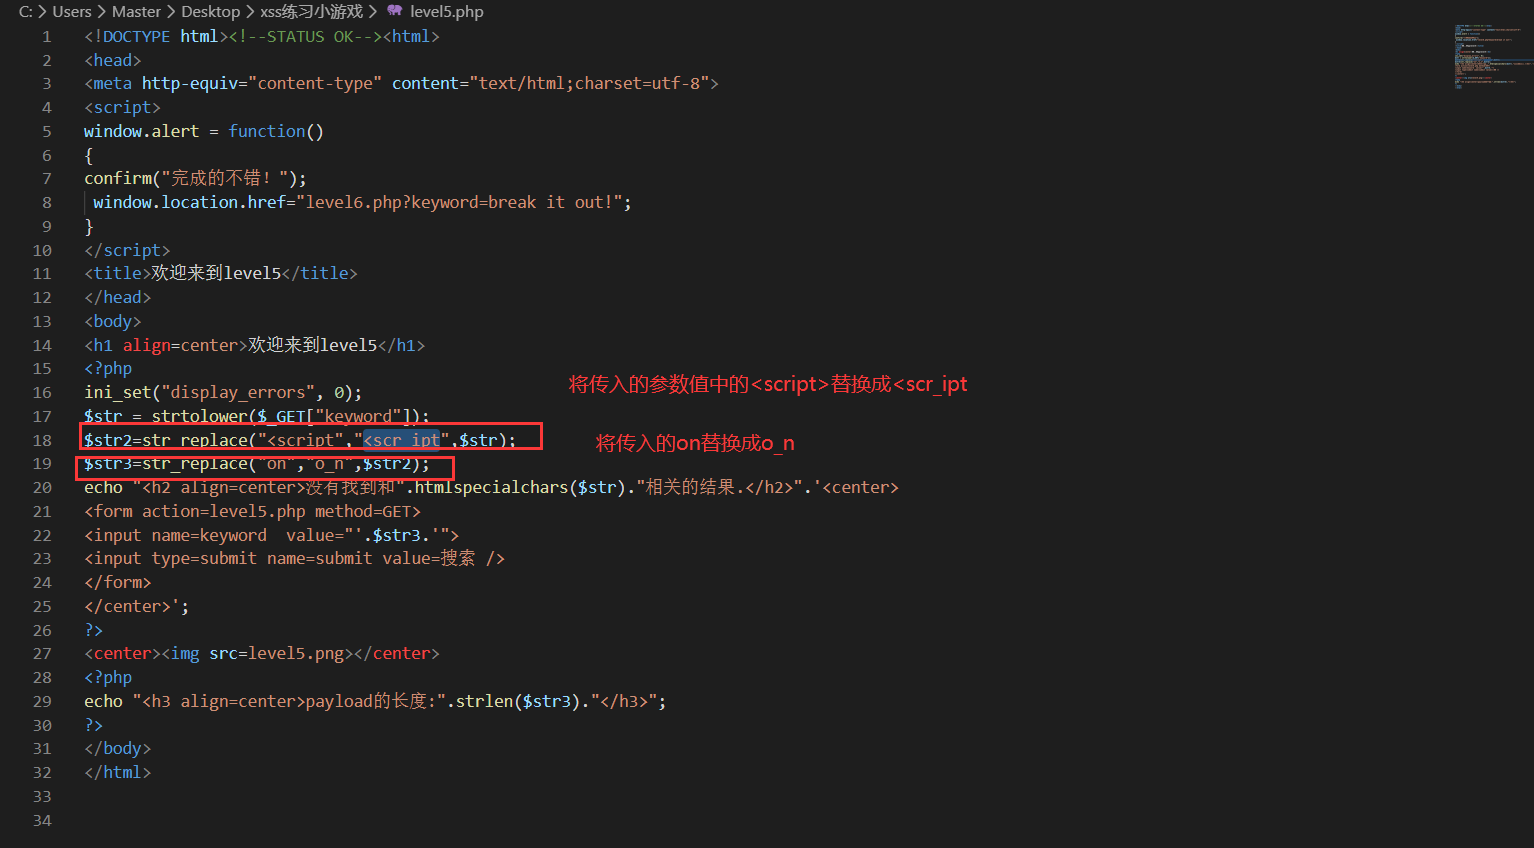 C: > Users > Master > Desktop > xss练习小游戏 > level5.php
1 <!DOCTYPE html><!--STATUS OK--><html>
2 <head>
3 <meta http-equiv="content-type" content="text/html;charset=utf-8">
4 <script>
5 window.alert = function()
6 {
7 confirm("完成的不错！");
8 window.location.href="level6.php?keyword=break it out!";
9 }
10 </script>
11 <title>欢迎来到level5</title>
12 </head>
13 <body>
14 <h1 align=center>欢迎来到level5</h1>
15 <?php
将传入的参数值中的<script>替换成<scr_ipt
16 ini_set("display_errors", 0);
17 $str = strtolower($_GET["keyword"]);
18 $str2=str_replace("<script","<scr_ipt",$str);
将传入的on替换成o_n
19 $str3=str_replace("on","o_n",$str2);
20 echo "<h2 align=center>没有找到和".htmlspecialchars($str)."相关的结果.</h2>".'<center>
21 <form action=level5.php method=GET>
22 <input name=keyword  value="'.$str3.'">
23 <input type=submit name=submit value=搜索 />
24 </form>
25 </center>';
26 ?>
27 <center><img src=level5.png></center>
28 <?php
29 echo "<h3 align=center>payload的长度:".strlen($str3)."</h3>";
30 ?>
31 </body>
32 </html>
33
34